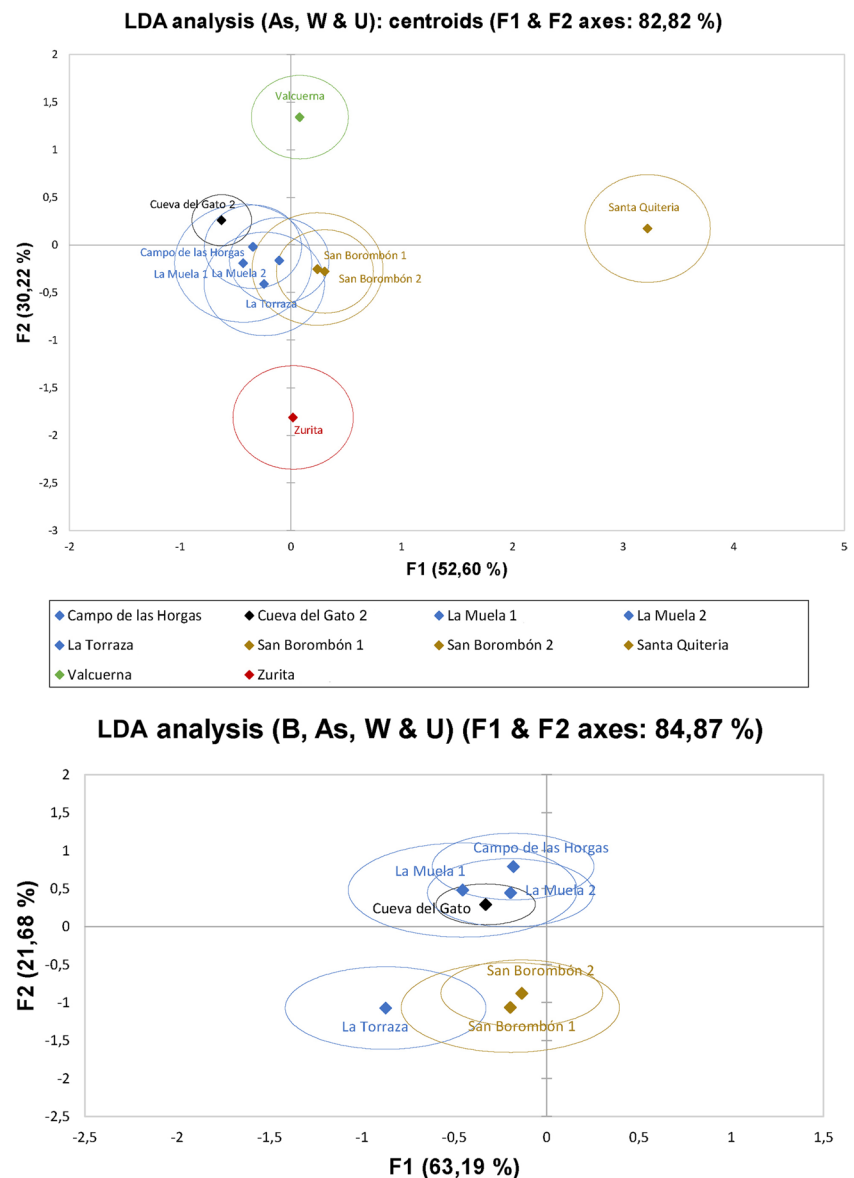 LDA analysis (As, W & U): centroids (F1 & F2 axes: 82,82 %)
2
1,5
1
0,5
0
-0,5
-1
-1,5
-2
-2,5
-3
F2 (30,22 %)
Valcuerna
Cueva del Gato 2
Santa Quiteria
Campo de las Horgas
San Borombón 1
La Muela 1
La Muela 2
San Borombón 2
La Torraza
Zurita
-2
-1
0
1
2
3
4
5
F1 (52,60 %)
Campo de las Horgas
Cueva del Gato 2
La Muela 1
La Muela 2
La Torraza
San Borombón 1
San Borombón 2
Santa Quiteria
Valcuerna
Zurita
LDA analysis (B, As, W & U) (F1 & F2 axes: 84,87 %)
2
1,5
1
0,5
0
-0,5
-1
-1,5
-2
-2,5
F2 (21,68 %)
Campo de las Horgas
La Muela 1
La Muela 2
Cueva del Gato
San Borombón 2
La Torraza
San Borombón 1
-2,5
-2
-1,5
-1
-0,5
0
0,5
1
1,5
F1 (63,19 %)